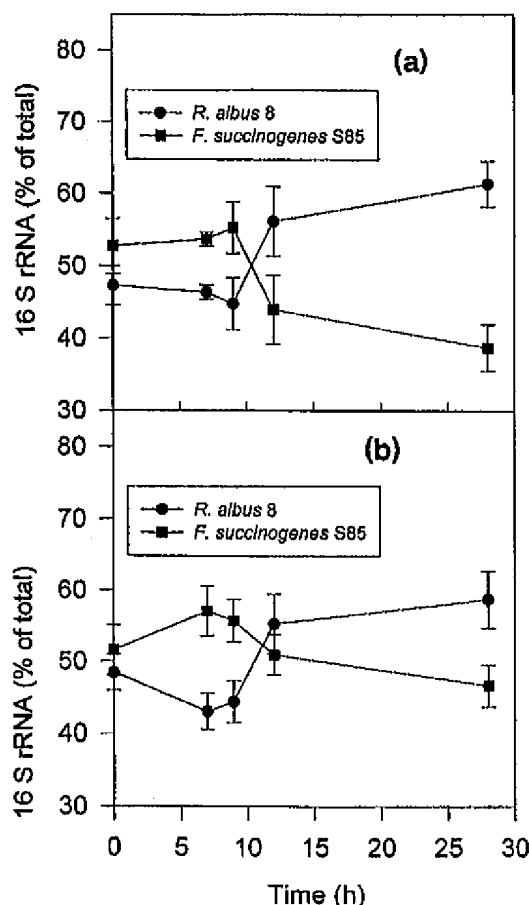 80
(a)
70
R. albus 8
F. succinogenes S85
60
50
40
30
16 S rRNA (% of total)
80
(b)
70
R. albus 8
F. succinogenes S85
60
50
40
30
16 S rRNA (% of total)
0 5 10 15 20 25 30
Time (h)